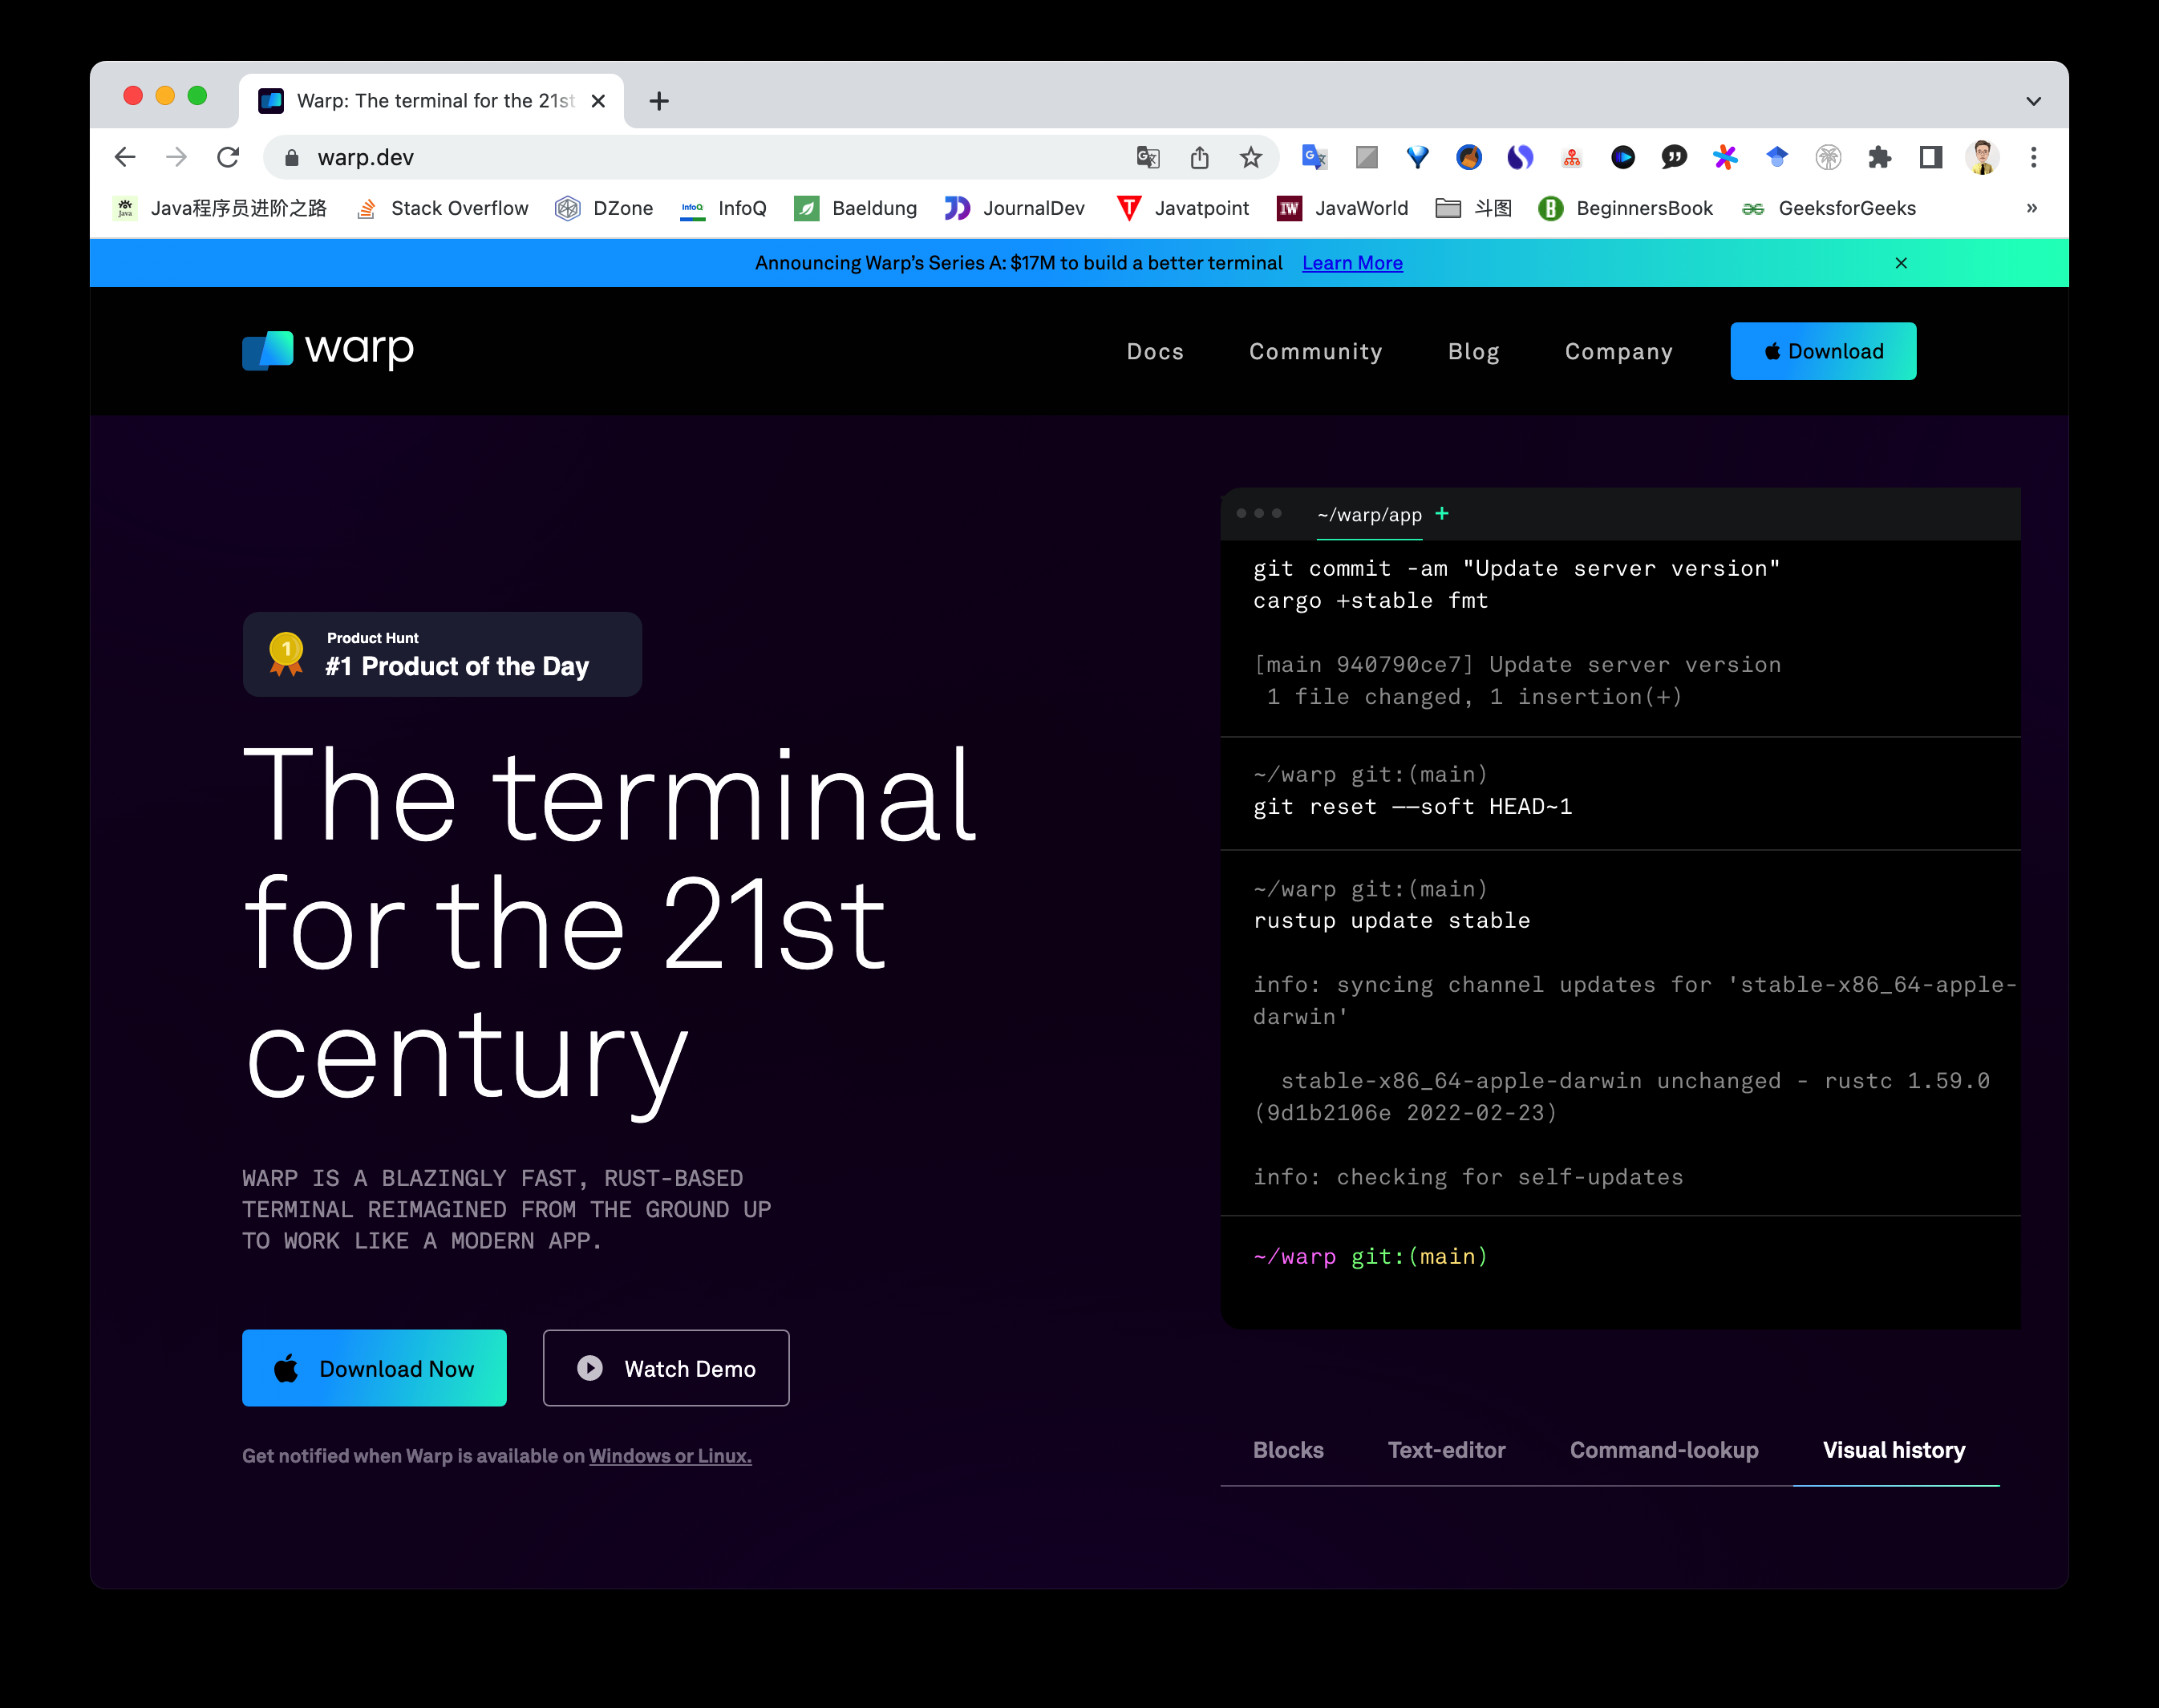 Warp: The terminal for the 21st
warp.dev
Java程序员进阶之路 Stack Overflow DZone InfoQ InfoQ Baeldung JournalDev Javatpoint JavaWorld 斗图 BeginnersBook GeeksforGeeks »
Announcing Warp's Series A: $17M to build a better terminal Learn More
warp
Docs Community Blog Company Download
~/warp/app +
git commit -am "Update server version"
cargo +stable fmt
[main 940790ce7] Update server version
1 file changed, 1 insertion(+)
~/warp git:(main)
git reset ––soft HEAD~1
~/warp git:(main)
rustup update stable
info: syncing channel updates for 'stable-x86_64-apple-
darwin'
stable-x86_64-apple-darwin unchanged - rustc 1.59.0
(9d1b2106e 2022-02-23)
info: checking for self-updates
~/warp git:(main)
1
Product Hunt
#1 Product of the Day
The terminal
for the 21st
century
WARP IS A BLAZINGLY FAST, RUST-BASED
TERMINAL REIMAGINED FROM THE GROUND UP
TO WORK LIKE A MODERN APP.
Download Now Watch Demo
Get notified when Warp is available on Windows or Linux.
Blocks Text-editor Command-lookup Visual history